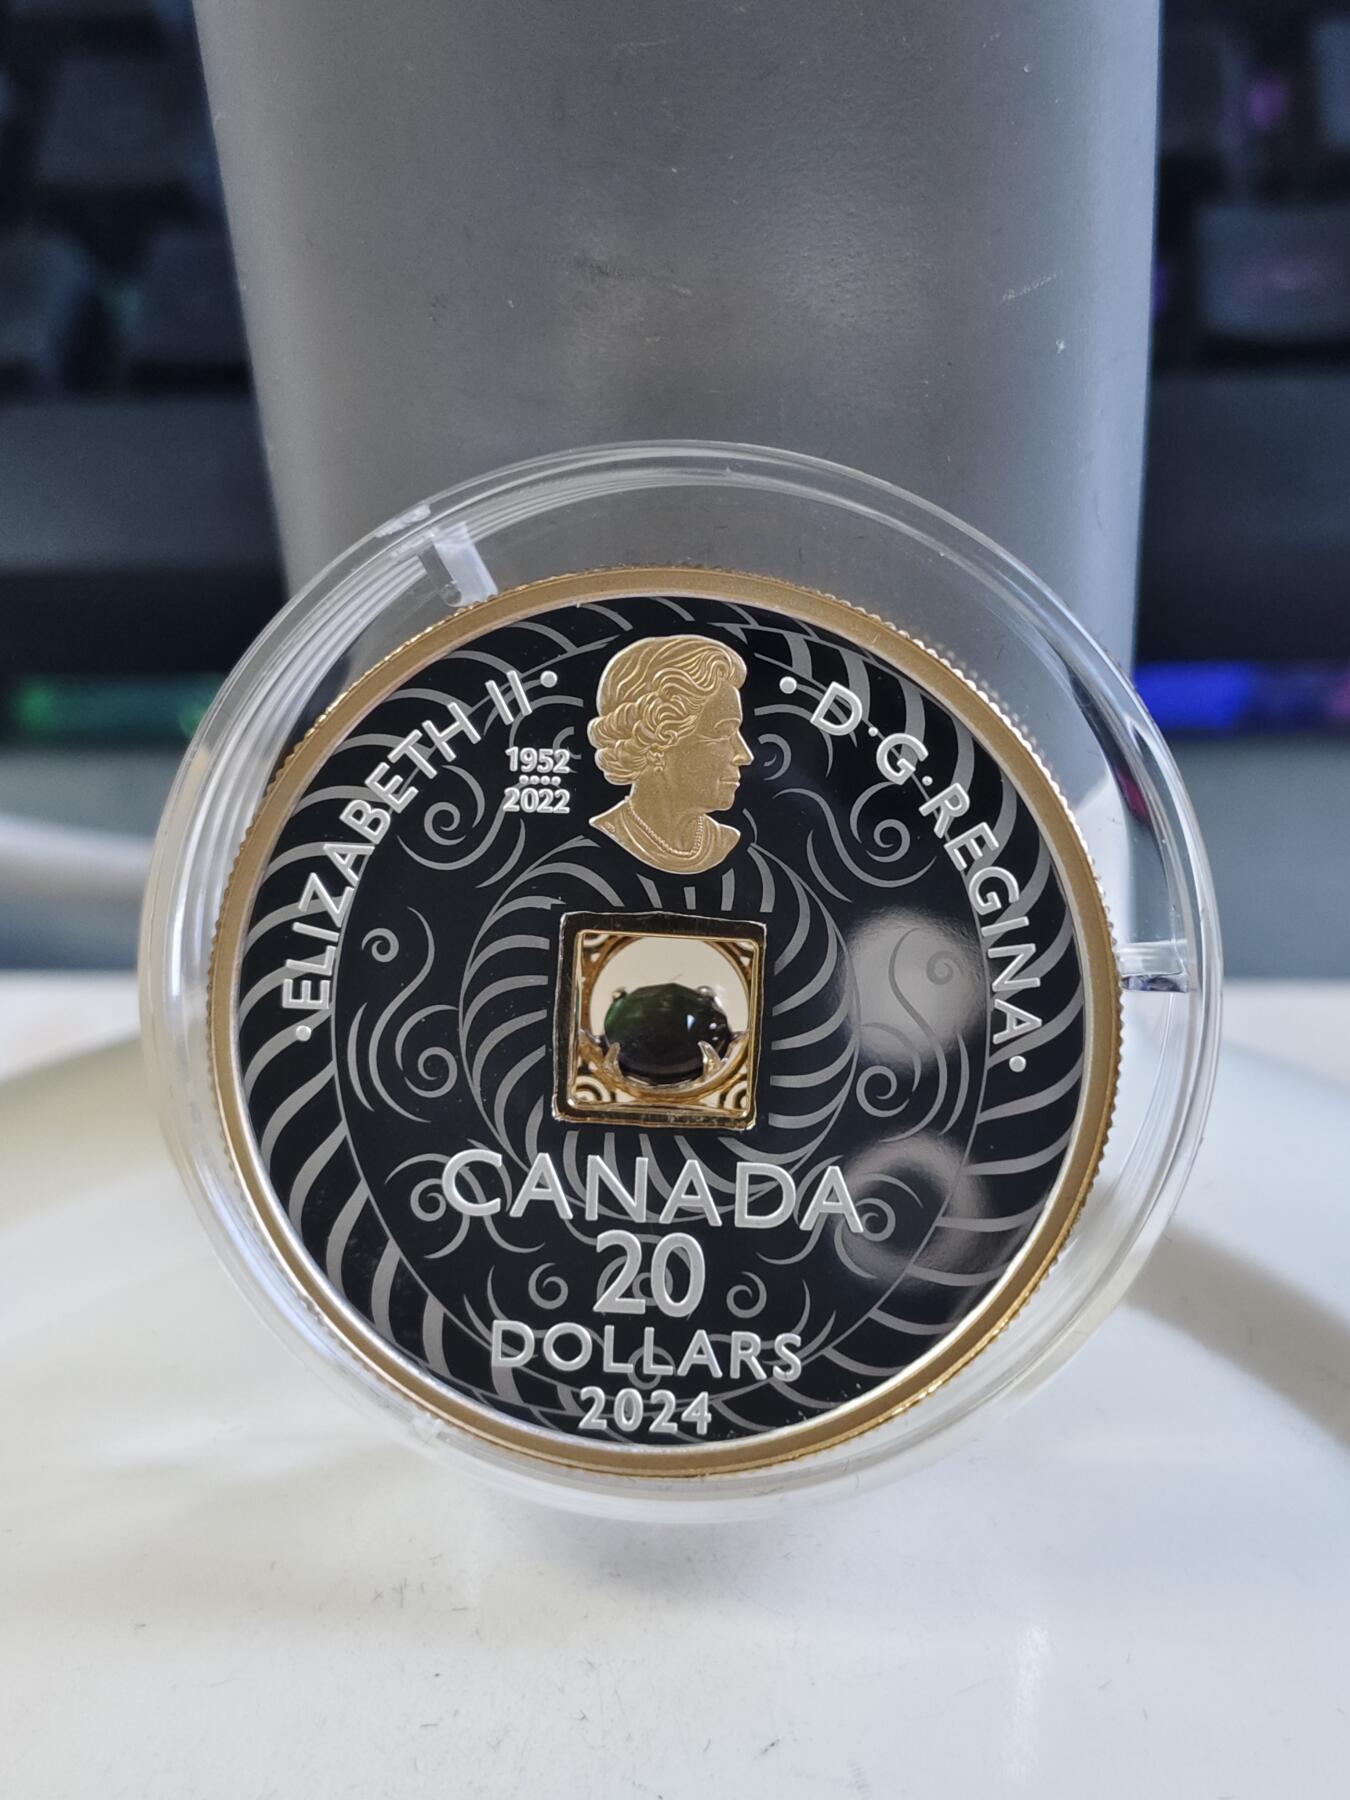 ·ELIZABETH II·
·D·G·REGINA·
1952
2022
CANADA
20
DOLLARS
2024